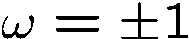 ω = ±1